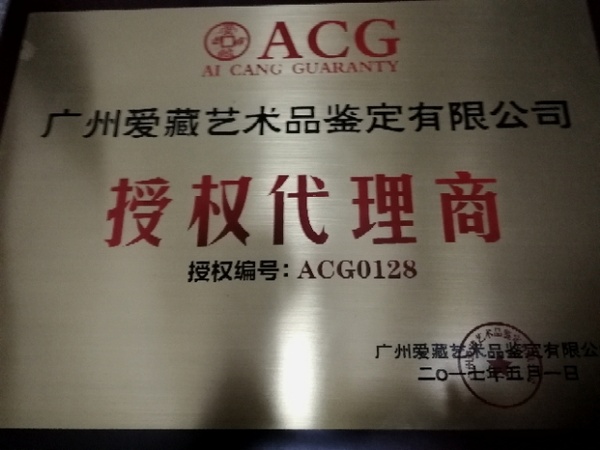 ACG
AI CANG GUARANTY
广州爱藏艺术品鉴定有限公司
授权代理商
授权编号：ACG0128
广州爱藏艺术品鉴定有限公
二〇一七年五月一日